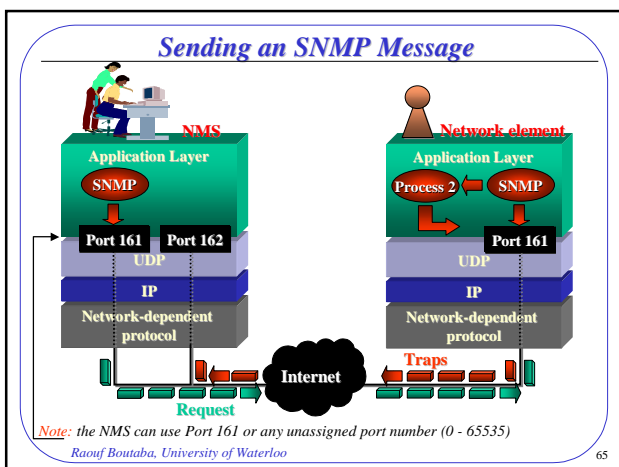 Sending an SNMP Message
NMS
Application Layer
SNMP
Port 161
Port 162
UDP
IP
Network-dependent
protocol
Network element
Application Layer
Process 2
SNMP
Port 161
UDP
IP
Network-dependent
protocol
Traps
Internet
Request
Note: the NMS can use Port 161 or any unassigned port number (0 - 65535)
Raouf Boutaba, University of Waterloo
65